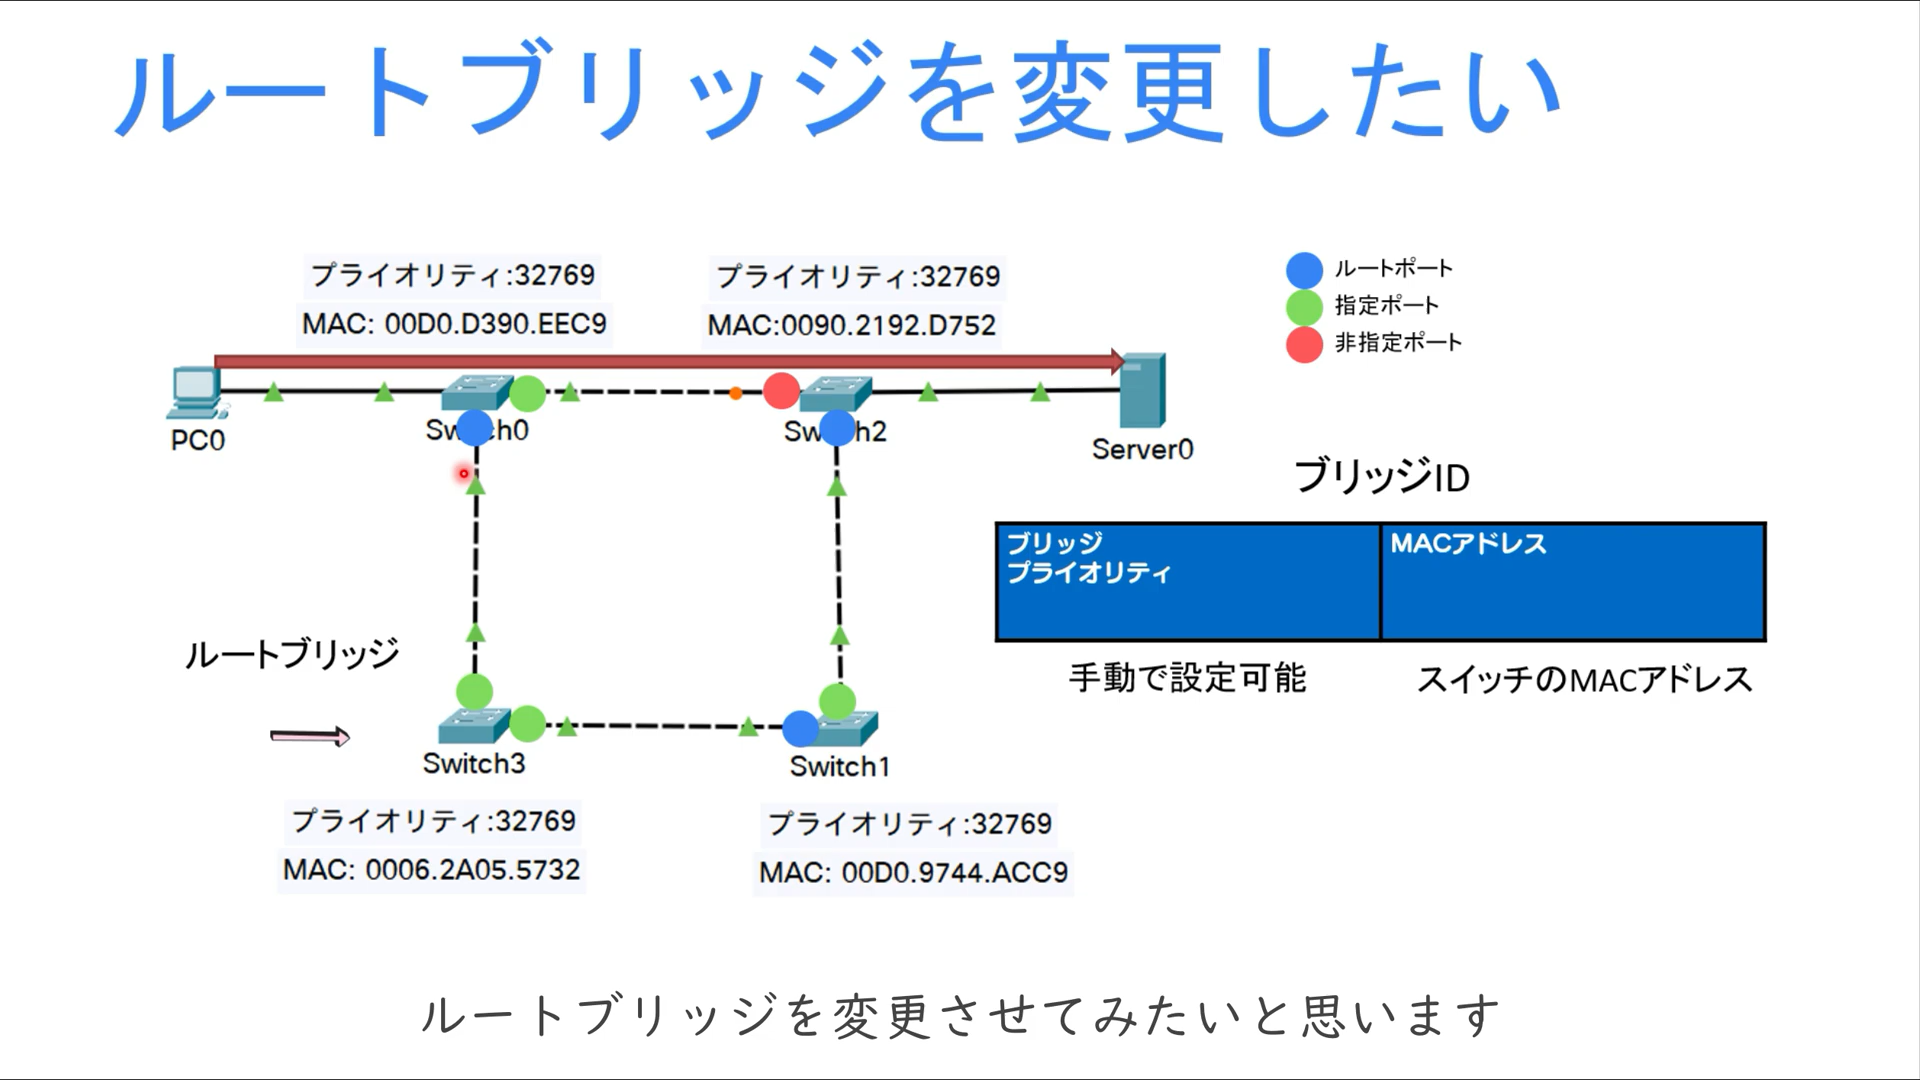 ルートブリッジを変更したい
プライオリティ:32769
MAC: 00D0.D390.EEC9
プライオリティ:32769
MAC:0090.2192.D752
ルートポート
指定ポート
非指定ポート
PC0
Switch0
Switch2
Server0
ブリッジID
ブリッジ
プライオリティ
MACアドレス
手動で設定可能
スイッチのMACアドレス
ルートブリッジ
Switch3
Switch1
プライオリティ:32769
MAC: 0006.2A05.5732
プライオリティ:32769
MAC: 00D0.9744.ACC9
ルートブリッジを変更させてみたいと思います